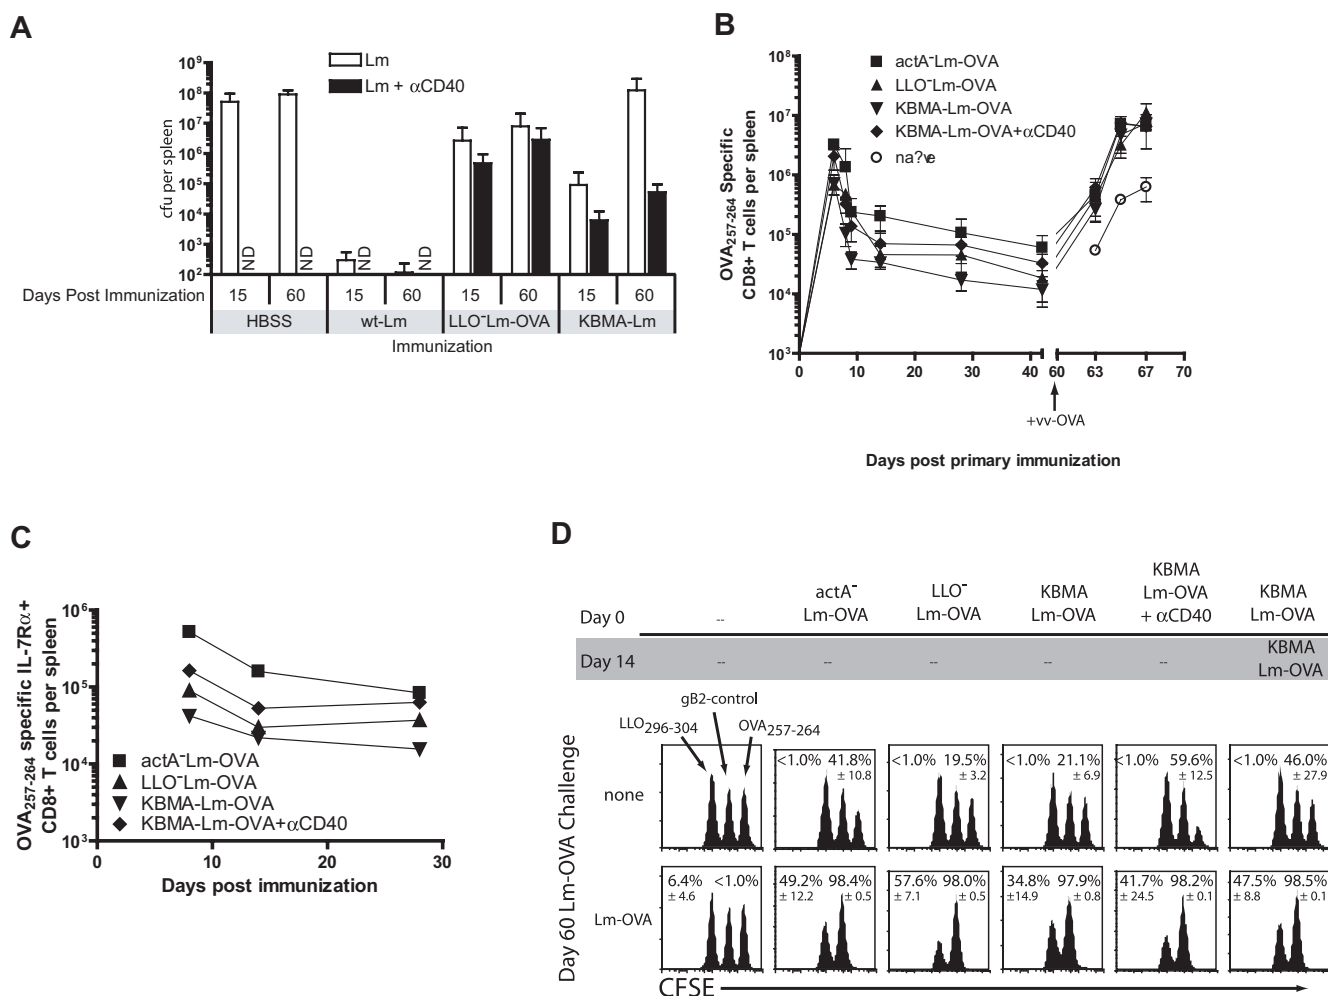 A
Lm
Lm + αCD40
cfu per spleen
10⁹
10⁸
10⁷
10⁶
10⁵
10⁴
10³
10²
ND ND ND ND
Days Post Immunization 15 60 15 60 15 60 15 60
HBSS wt-Lm LLO⁻Lm-OVA KBMA-Lm
Immunization
B
OVA₂₅₇₋₂₆₄ Specific
CD8+ T cells per spleen
10⁸
10⁷
10⁶
10⁵
10⁴
10³
actA⁻Lm-OVA
LLO⁻Lm-OVA
KBMA-Lm-OVA
KBMA-Lm-OVA+αCD40
na?ve
0 10 20 30 40 60 63 67 70
+vv-OVA
Days post primary immunization
C
OVA₂₅₇₋₂₆₄ specific IL-7Rα+
CD8+ T cells per spleen
10⁶
10⁵
10⁴
10³
actA⁻Lm-OVA
LLO⁻Lm-OVA
KBMA-Lm-OVA
KBMA-Lm-OVA+αCD40
0 10 20 30
Days post immunization
D
Day 0 -- actA⁻ Lm-OVA LLO⁻ Lm-OVA KBMA Lm-OVA KBMA Lm-OVA + αCD40 KBMA Lm-OVA
Day 14 -- -- -- -- -- KBMA Lm-OVA
gB2-control
LLO₂₉₆₋₃₀₄ OVA₂₅₇₋₂₆₄
Day 60 Lm-OVA Challenge
none
<1.0% 41.8% <1.0% 19.5% <1.0% 21.1% <1.0% 59.6% <1.0% 46.0%
± 10.8 ± 3.2 ± 6.9 ± 12.5 ± 27.9
Lm-OVA
6.4% <1.0% 49.2% 98.4% 57.6% 98.0% 34.8% 97.9% 41.7% 98.2% 47.5% 98.5%
± 4.6 ± 12.2 ± 0.5 ± 7.1 ± 0.5 ±14.9 ± 0.8 ± 24.5 ± 0.1 ± 8.8 ± 0.1
CFSE